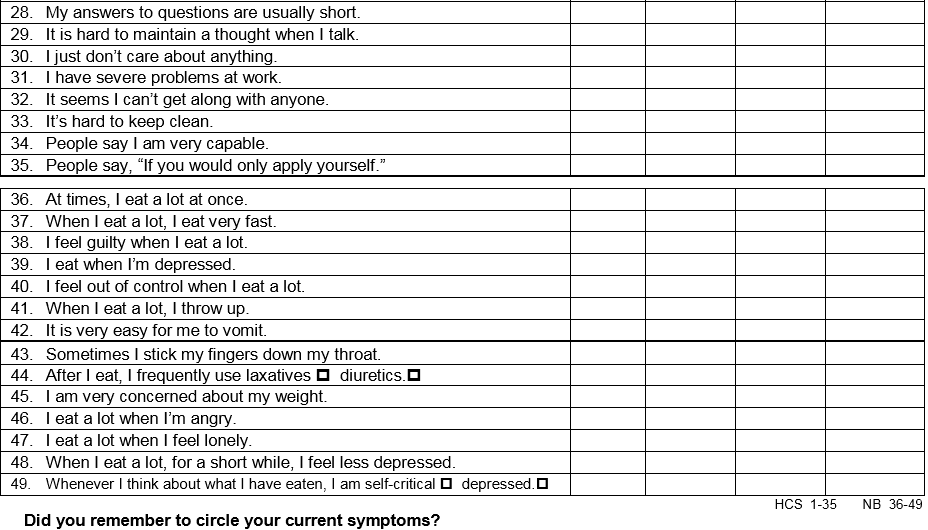 28. My answers to questions are usually short.
29. It is hard to maintain a thought when I talk.
30. I just don’t care about anything.
31. I have severe problems at work.
32. It seems I can’t get along with anyone.
33. It’s hard to keep clean.
34. People say I am very capable.
35. People say, “If you would only apply yourself.”
36. At times, I eat a lot at once.
37. When I eat a lot, I eat very fast.
38. I feel guilty when I eat a lot.
39. I eat when I’m depressed.
40. I feel out of control when I eat a lot.
41. When I eat a lot, I throw up.
42. It is very easy for me to vomit.
43. Sometimes I stick my fingers down my throat.
44. After I eat, I frequently use laxatives ☐ diuretics.☐
45. I am very concerned about my weight.
46. I eat a lot when I’m angry.
47. I eat a lot when I feel lonely.
48. When I eat a lot, for a short while, I feel less depressed.
49. Whenever I think about what I have eaten, I am self-critical ☐ depressed.☐
HCS 1-35 NB 36-49
Did you remember to circle your current symptoms?